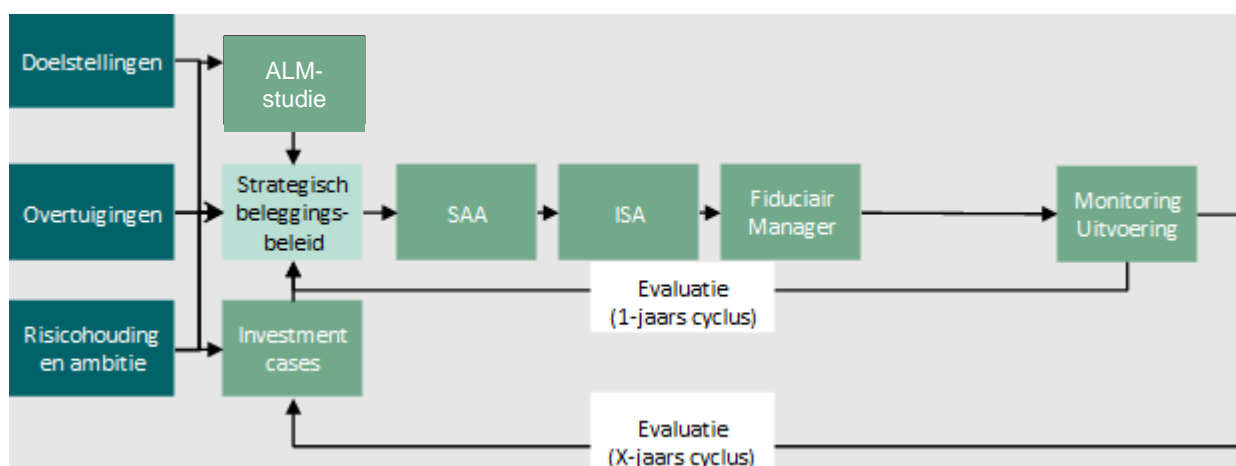 Doelstellingen
ALM-
studie
Overtuigingen
Strategisch
beleggings-
beleid
SAA
ISA
Fiduciair
Manager
Monitoring
Uitvoering
Evaluatie
(1-jaars cyclus)
Risicohouding
en ambitie
Investment
cases
Evaluatie
(X-jaars cyclus)